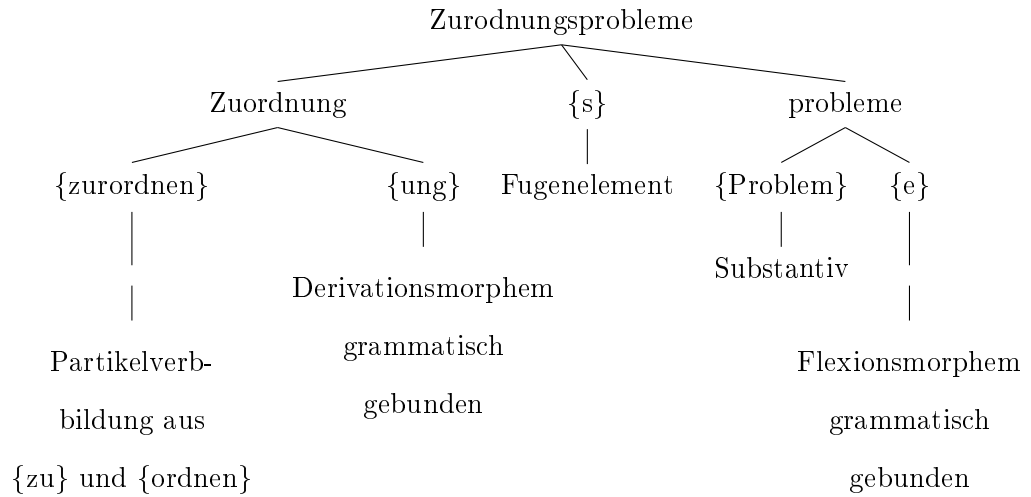 Zurodnungsprobleme
Zuordnung {s} probleme
{zurordnen} {ung} Fugenelement {Problem} {e}
Substantiv
Derivationsmorphem
grammatisch
gebunden
Partikelverb-
bildung aus
{zu} und {ordnen}
Flexionsmorphem
grammatisch
gebunden